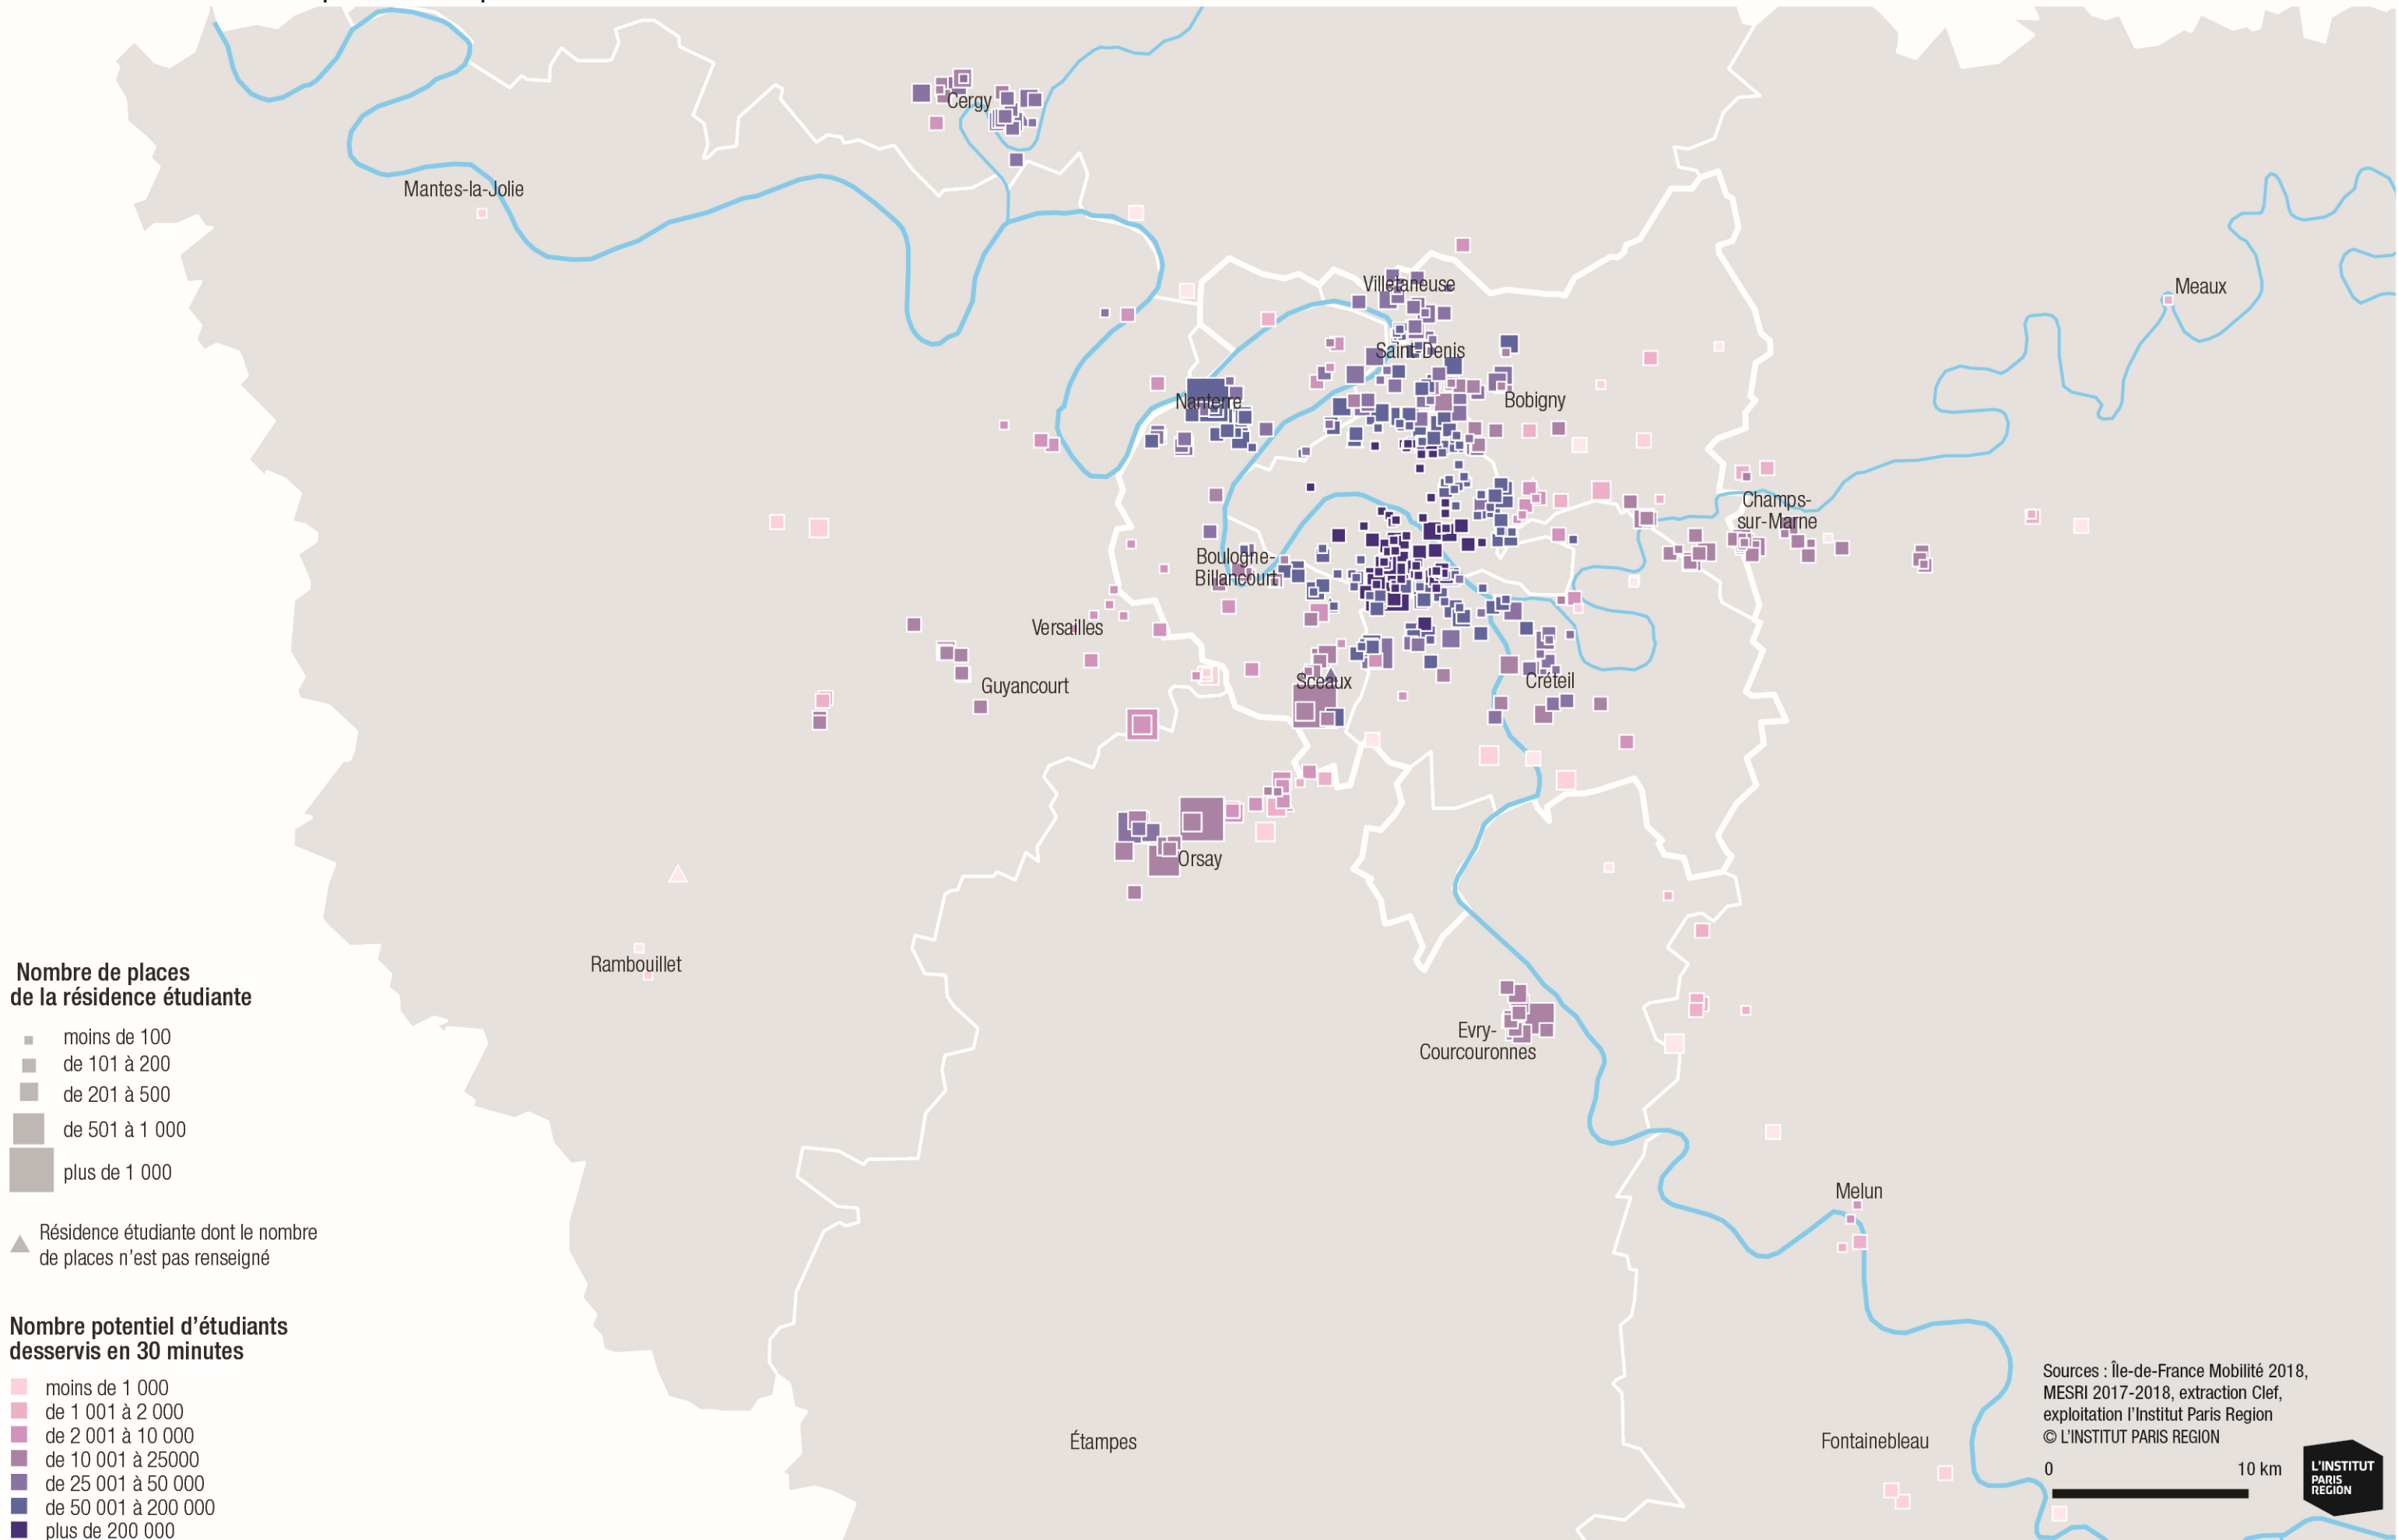 Cergy
Mantes-la-Jolie
Villetaneuse
Meaux
Saint-Denis
Nanterre
Bobigny
Champs-
sur-Marne
Boulogne-
Billancourt
Versailles
Guyancourt
Sceaux
Créteil
Orsay
Rambouillet
Evry-
Courcouronnes
Melun
Étampes
Fontainebleau
Nombre de places
de la résidence étudiante
moins de 100
de 101 à 200
de 201 à 500
de 501 à 1 000
plus de 1 000
Résidence étudiante dont le nombre
de places n'est pas renseigné
Nombre potentiel d'étudiants
desservis en 30 minutes
moins de 1 000
de 1 001 à 2 000
de 2 001 à 10 000
de 10 001 à 25000
de 25 001 à 50 000
de 50 001 à 200 000
plus de 200 000
Sources : Île-de-France Mobilité 2018,
MESRI 2017-2018, extraction Clef,
exploitation l'Institut Paris Region
© L'INSTITUT PARIS REGION
0 10 km
L'INSTITUT
PARIS
REGION